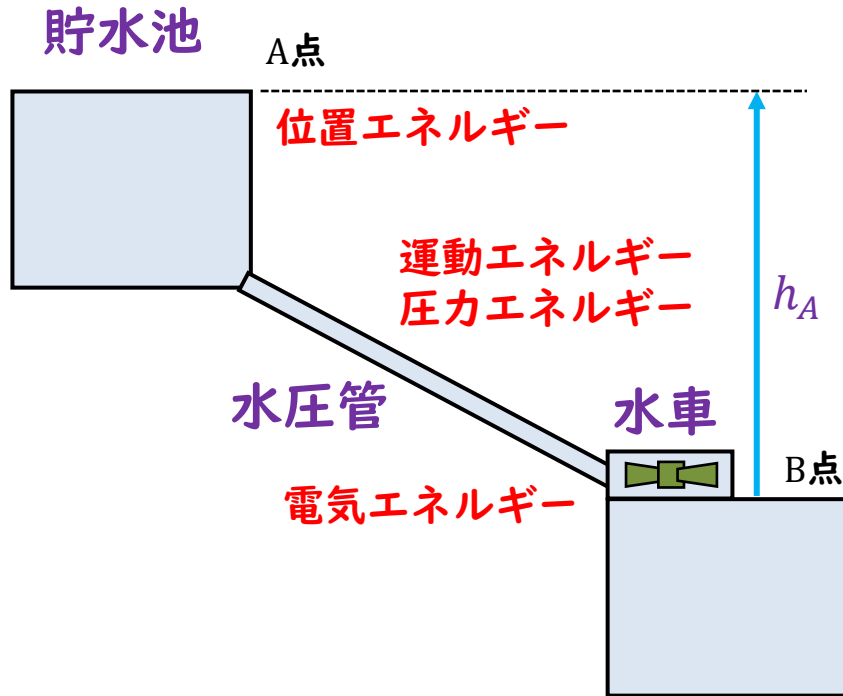 貯水池
A点
位置エネルギー
運動エネルギー
圧力エネルギー
h_A
水圧管
水車
B点
電気エネルギー